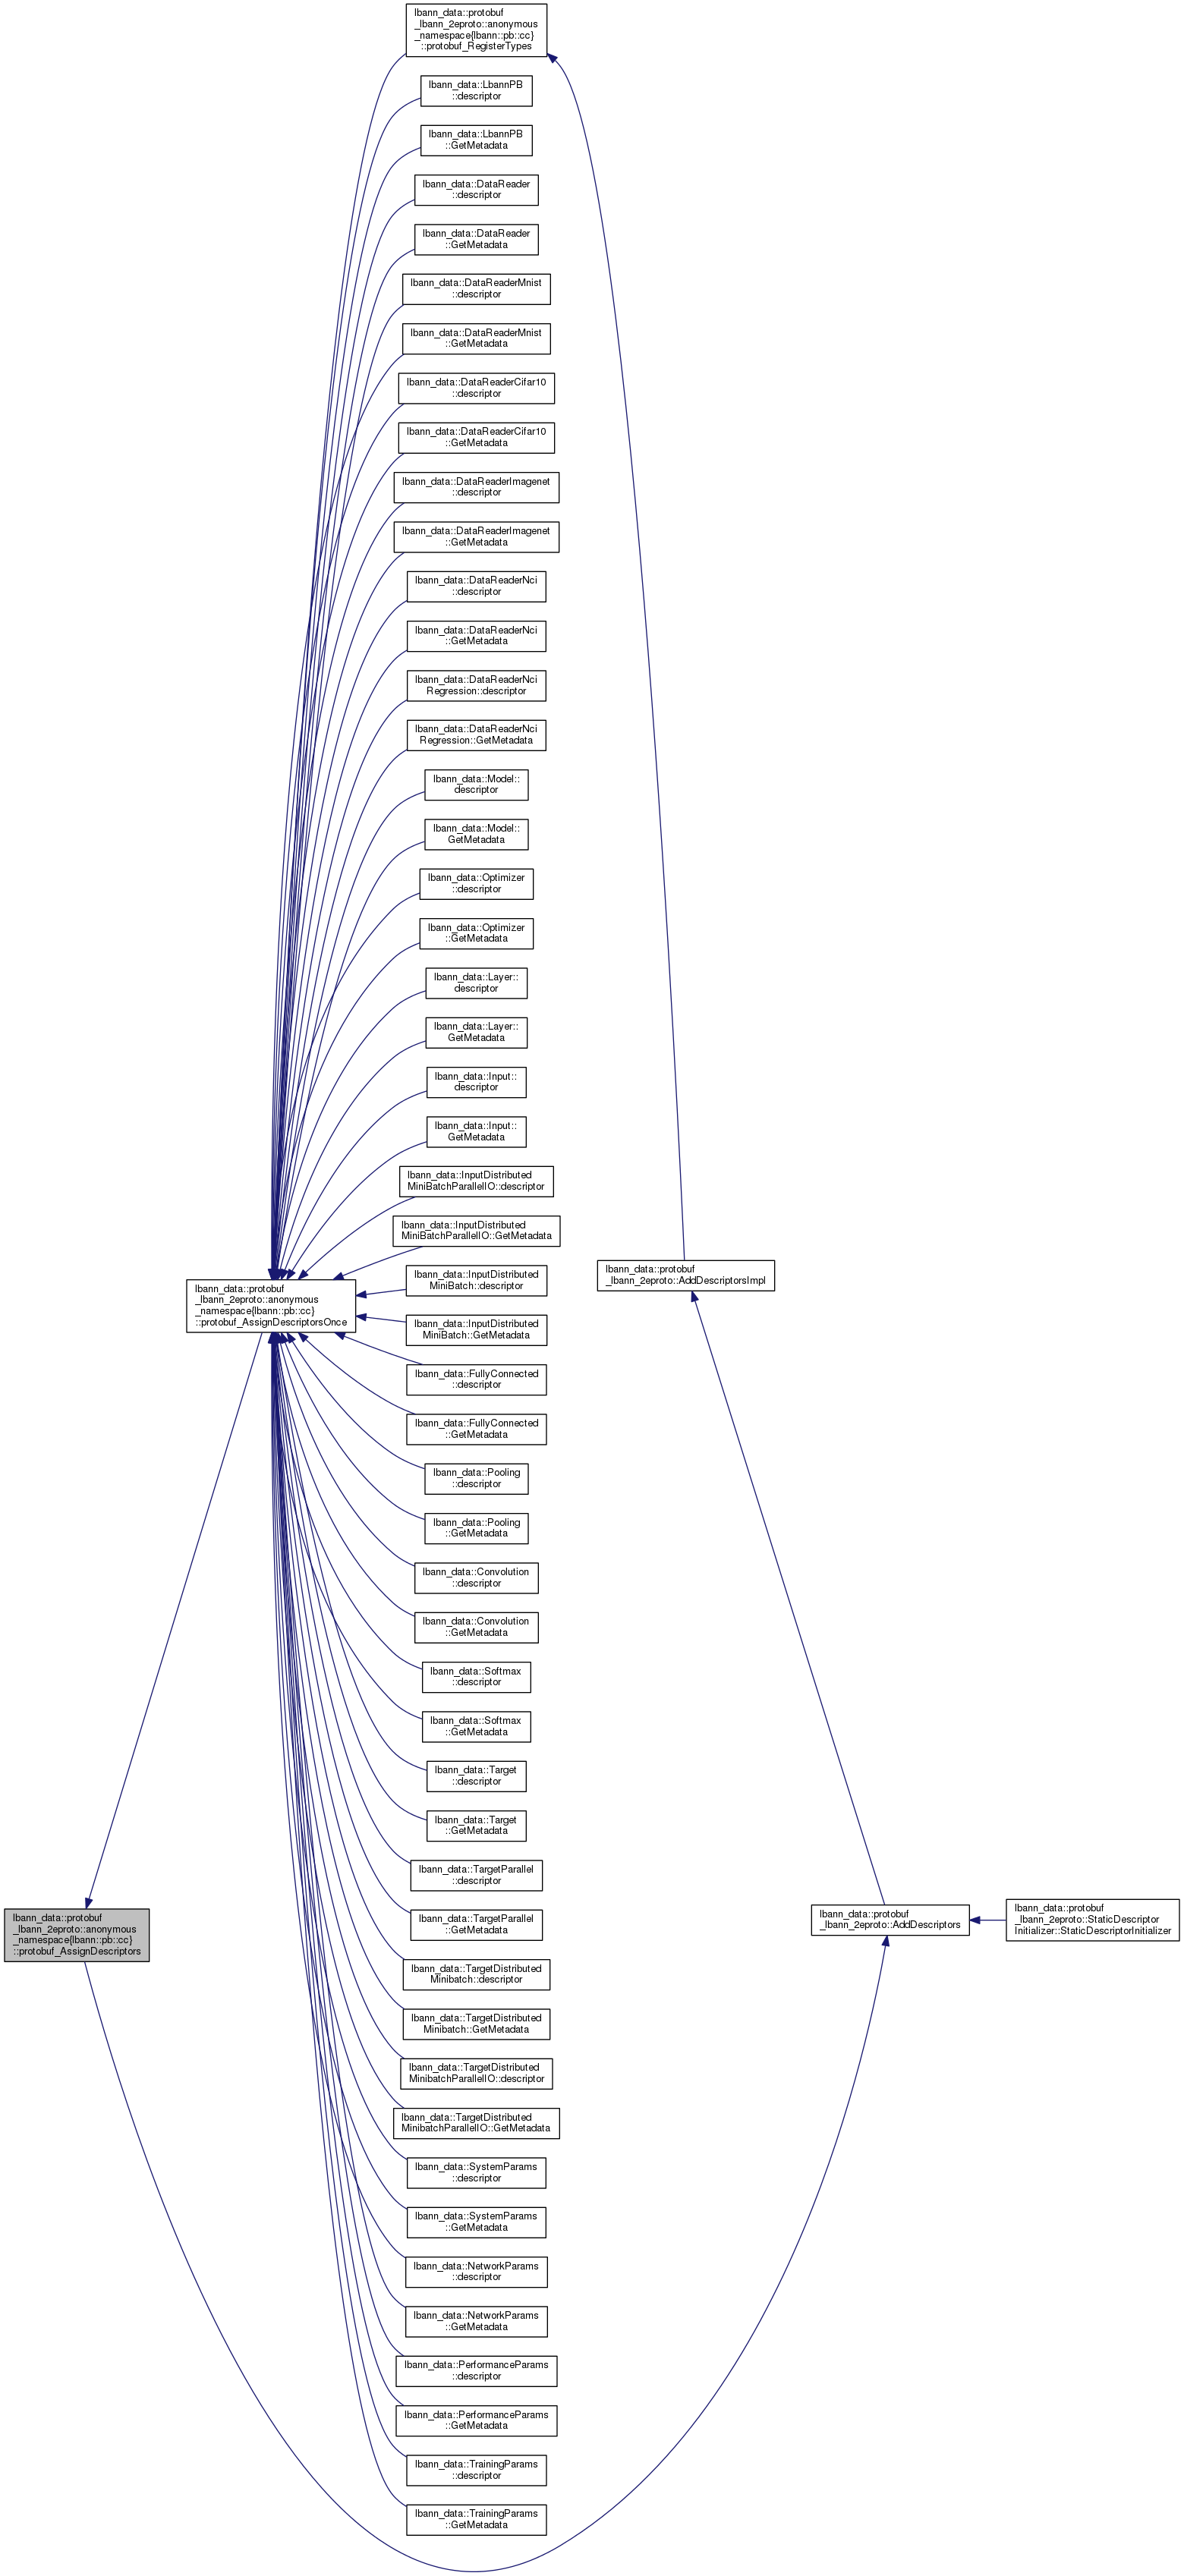 lbann_data::protobuf
_lbann_2eproto::anonymous
_namespace{lbann::pb::cc}
::protobuf_RegisterTypes
lbann_data::LbannPB
::descriptor
lbann_data::LbannPB
::GetMetadata
lbann_data::DataReader
::descriptor
lbann_data::DataReader
::GetMetadata
lbann_data::DataReaderMnist
::descriptor
lbann_data::DataReaderMnist
::GetMetadata
lbann_data::DataReaderCifar10
::descriptor
lbann_data::DataReaderCifar10
::GetMetadata
lbann_data::DataReaderImagenet
::descriptor
lbann_data::DataReaderImagenet
::GetMetadata
lbann_data::DataReaderNci
::descriptor
lbann_data::DataReaderNci
::GetMetadata
lbann_data::DataReaderNci
Regression::descriptor
lbann_data::DataReaderNci
Regression::GetMetadata
lbann_data::Model::
descriptor
lbann_data::Model::
GetMetadata
lbann_data::Optimizer
::descriptor
lbann_data::Optimizer
::GetMetadata
lbann_data::Layer::
descriptor
lbann_data::Layer::
GetMetadata
lbann_data::Input::
descriptor
lbann_data::Input::
GetMetadata
lbann_data::InputDistributed
MiniBatchParallelIO::descriptor
lbann_data::InputDistributed
MiniBatchParallelIO::GetMetadata
lbann_data::InputDistributed
MiniBatch::descriptor
lbann_data::InputDistributed
MiniBatch::GetMetadata
lbann_data::protobuf
_lbann_2eproto::anonymous
_namespace{lbann::pb::cc}
::protobuf_AssignDescriptorsOnce
lbann_data::protobuf
_lbann_2eproto::AddDescriptorsImpl
lbann_data::FullyConnected
::descriptor
lbann_data::FullyConnected
::GetMetadata
lbann_data::Pooling
::descriptor
lbann_data::Pooling
::GetMetadata
lbann_data::Convolution
::descriptor
lbann_data::Convolution
::GetMetadata
lbann_data::Softmax
::descriptor
lbann_data::Softmax
::GetMetadata
lbann_data::Target
::descriptor
lbann_data::Target
::GetMetadata
lbann_data::TargetParallel
::descriptor
lbann_data::TargetParallel
::GetMetadata
lbann_data::protobuf
_lbann_2eproto::anonymous
_namespace{lbann::pb::cc}
::protobuf_AssignDescriptors
lbann_data::protobuf
_lbann_2eproto::AddDescriptors
lbann_data::protobuf
_lbann_2eproto::StaticDescriptor
Initializer::StaticDescriptorInitializer
lbann_data::TargetDistributed
Minibatch::descriptor
lbann_data::TargetDistributed
Minibatch::GetMetadata
lbann_data::TargetDistributed
MinibatchParallelIO::descriptor
lbann_data::TargetDistributed
MinibatchParallelIO::GetMetadata
lbann_data::SystemParams
::descriptor
lbann_data::SystemParams
::GetMetadata
lbann_data::NetworkParams
::descriptor
lbann_data::NetworkParams
::GetMetadata
lbann_data::PerformanceParams
::descriptor
lbann_data::PerformanceParams
::GetMetadata
lbann_data::TrainingParams
::descriptor
lbann_data::TrainingParams
::GetMetadata